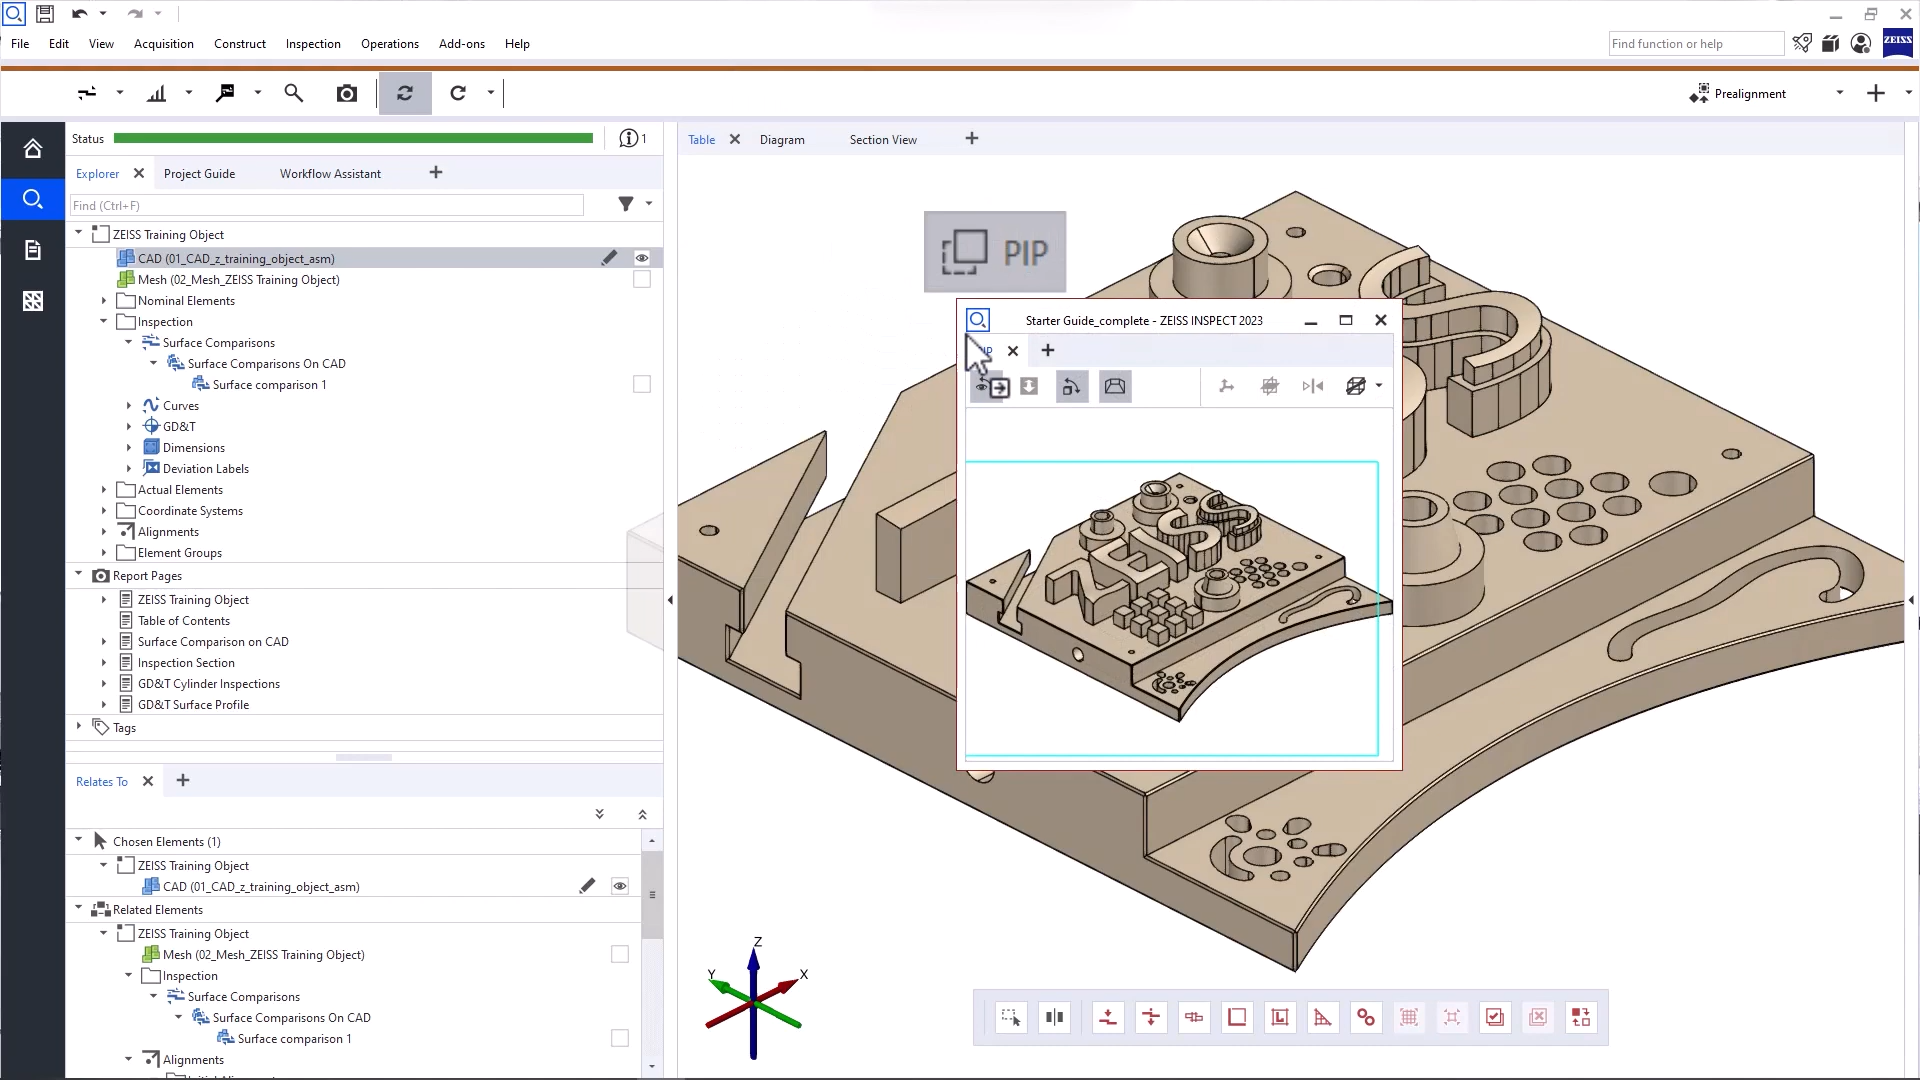 File Edit View Acquisition Construct Inspection Operations Add-ons Help
Find function or help
ZEISS
Prealignment
Status
1
Table Diagram Section View
Explorer Project Guide Workflow Assistant
Find (Ctrl+F)
ZEISS Training Object
CAD (01_CAD_z_training_object_asm)
Mesh (02_Mesh_ZEISS Training Object)
Nominal Elements
Inspection
Surface Comparisons
Surface Comparisons On CAD
Surface comparison 1
Curves
GD&T
Dimensions
Deviation Labels
Actual Elements
Coordinate Systems
Alignments
Element Groups
Report Pages
ZEISS Training Object
Table of Contents
Surface Comparison on CAD
Inspection Section
GD&T Cylinder Inspections
GD&T Surface Profile
Tags
Relates To
Chosen Elements (1)
ZEISS Training Object
CAD (01_CAD_z_training_object_asm)
Related Elements
ZEISS Training Object
Mesh (02_Mesh_ZEISS Training Object)
Inspection
Surface Comparisons
Surface Comparisons On CAD
Surface comparison 1
Alignments
PIP
Starter Guide_complete - ZEISS INSPECT 2023
ZEISS
Z
Y
X